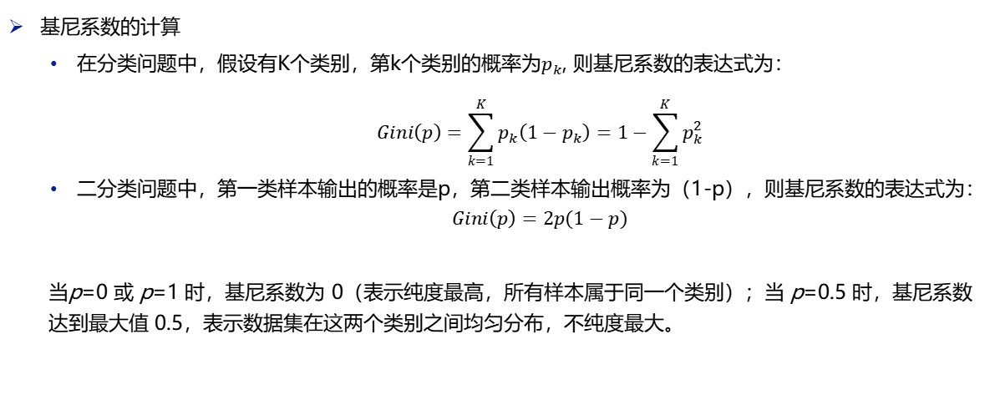 ➢ 基尼系数的计算
• 在分类问题中，假设有K个类别，第k个类别的概率为𝑝𝑘, 则基尼系数的表达式为：
𝐺𝑖𝑛𝑖(𝑝) = ∑_{𝑘=1}^{𝐾} 𝑝𝑘(1 − 𝑝𝑘) = 1 − ∑_{𝑘=1}^{𝐾} 𝑝𝑘²
• 二分类问题中，第一类样本输出的概率是p，第二类样本输出概率为（1-p），则基尼系数的表达式为：
𝐺𝑖𝑛𝑖(𝑝) = 2𝑝(1 − 𝑝)
当p=0 或 p=1 时，基尼系数为 0（表示纯度最高，所有样本属于同一个类别）；当 p=0.5 时，基尼系数
达到最大值 0.5，表示数据集在这两个类别之间均匀分布，不纯度最大。